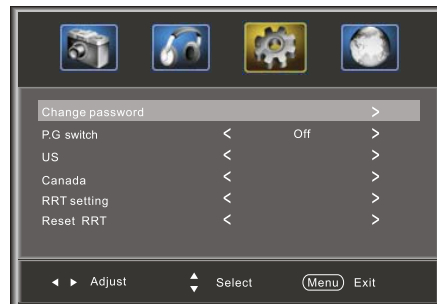 Change password >
P.G switch < Off >
US < >
Canada < >
RRT setting < >
Reset RRT < >
Adjust Select Menu Exit